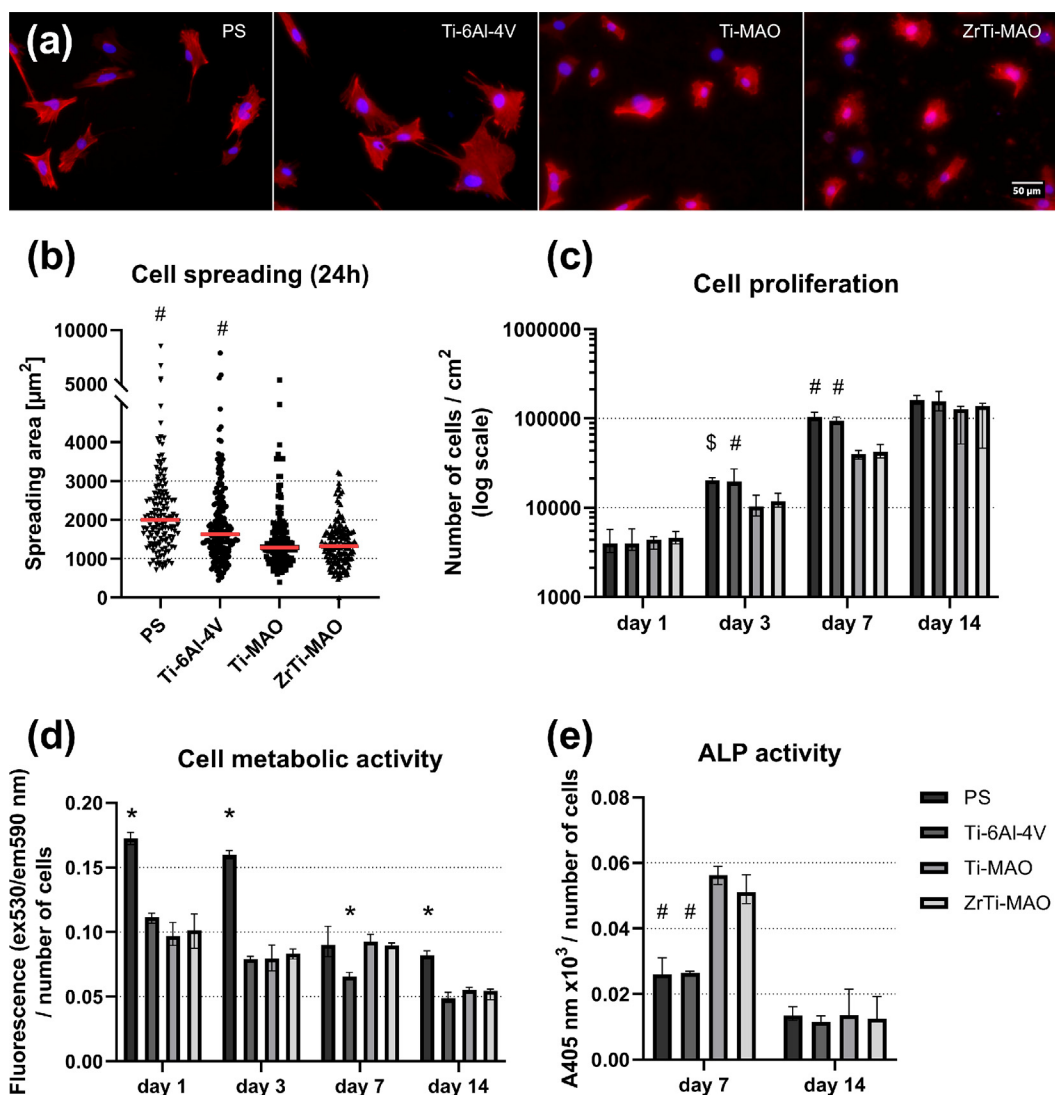 (a)
PS
Ti-6Al-4V
Ti-MAO
ZrTi-MAO
50 µm
(b)
Cell spreading (24h)
Spreading area [µm²]
10000
5000
4000
3000
2000
1000
0
#
#
PS
Ti-6Al-4V
Ti-MAO
ZrTi-MAO
(c)
Cell proliferation
Number of cells / cm²
(log scale)
1000000
100000
10000
1000
$
#
#
#
day 1
day 3
day 7
day 14
(d)
Cell metabolic activity
Fluorescence (ex530/em590 nm)
/ number of cells
0.20
0.15
0.10
0.05
0.00
*
*
*
*
day 1
day 3
day 7
day 14
(e)
ALP activity
A405 nm x10³ / number of cells
0.08
0.06
0.04
0.02
0.00
#
#
day 7
day 14
PS
Ti-6Al-4V
Ti-MAO
ZrTi-MAO